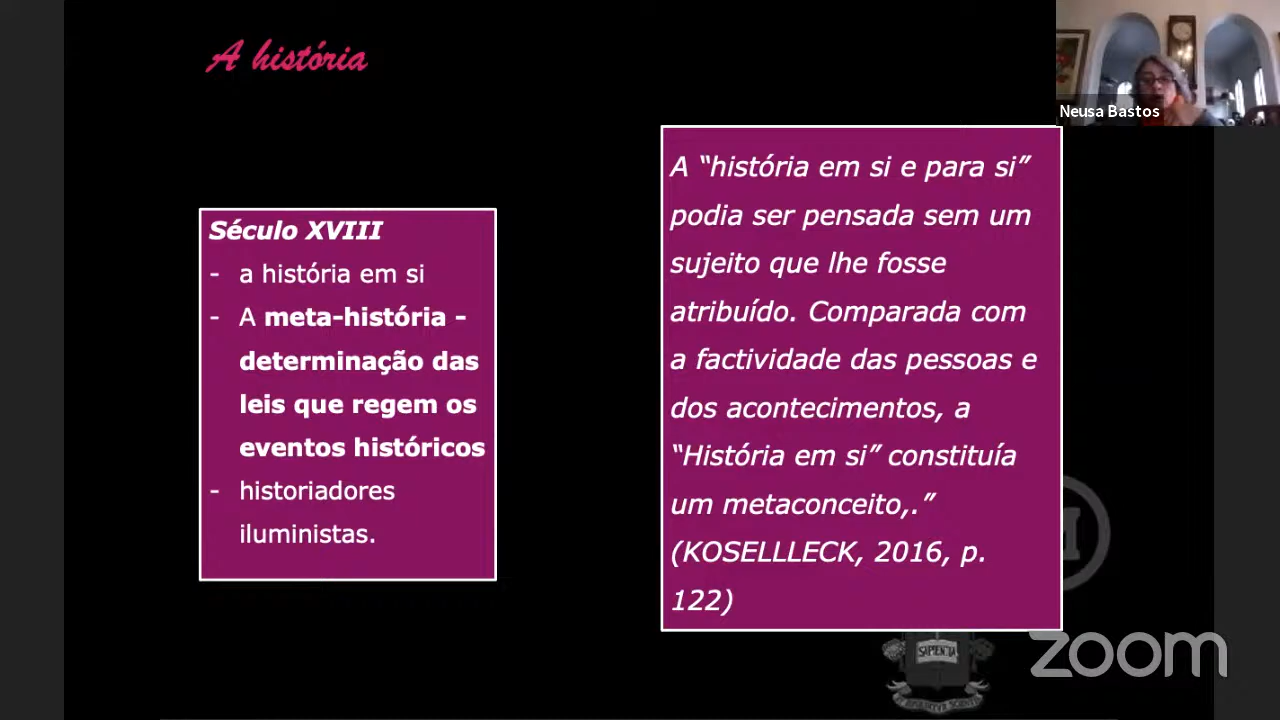 A história
Neusa Bastos
Século XVIII
- a história em si
- A meta-história -
determinação das
leis que regem os
eventos históricos
- historiadores
iluministas.
A “história em si e para si”
podia ser pensada sem um
sujeito que lhe fosse
atribuído. Comparada com
a factividade das pessoas e
dos acontecimentos, a
“História em si” constituía
um metaconceito,.”
(KOSELLLECK, 2016, p.
122)
SAPIENTIA
zoom